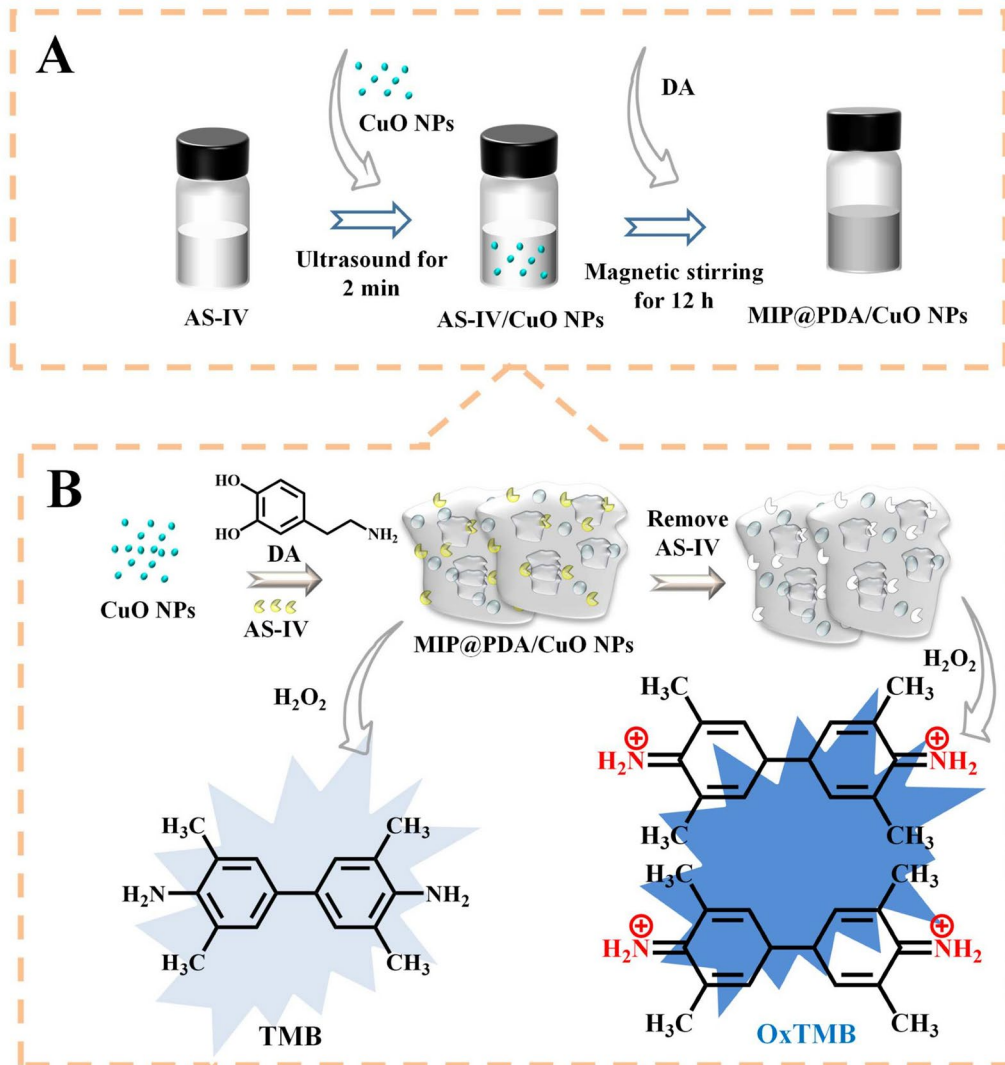 A
CuO NPs
DA
Ultrasound for
2 min
Magnetic stirring
for 12 h
AS-IV
AS-IV/CuO NPs
MIP@PDA/CuO NPs
B
HO
HO
NH₂
DA
Remove
AS-IV
CuO NPs
AS-IV
MIP@PDA/CuO NPs
H₂O₂
H₂O₂
H₃C
CH₃
H₂N
NH₂
H₃C
CH₃
TMB
H₃C
CH₃
+
+
H₂N
NH₂
H₃C
CH₃
H₃C
CH₃
+
+
H₂N
NH₂
H₃C
CH₃
OxTMB